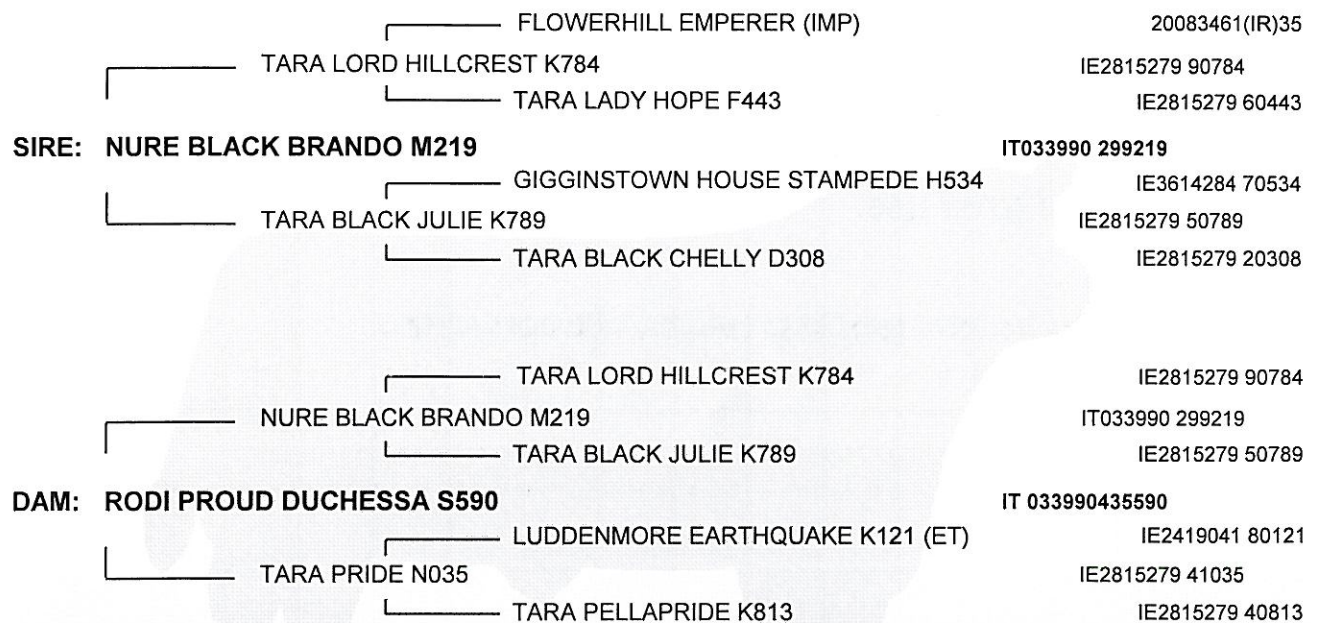 FLOWERHILL EMPERER (IMP) 20083461(IR)35
TARA LORD HILLCREST K784 IE2815279 90784
TARA LADY HOPE F443 IE2815279 60443
SIRE: NURE BLACK BRANDO M219 IT033990 299219
GIGGINSTOWN HOUSE STAMPEDE H534 IE3614284 70534
TARA BLACK JULIE K789 IE2815279 50789
TARA BLACK CHELLY D308 IE2815279 20308
TARA LORD HILLCREST K784 IE2815279 90784
NURE BLACK BRANDO M219 IT033990 299219
TARA BLACK JULIE K789 IE2815279 50789
DAM: RODI PROUD DUCHESSA S590 IT 033990435590
LUDDENMORE EARTHQUAKE K121 (ET) IE2419041 80121
TARA PRIDE N035 IE2815279 41035
TARA PELLAPRIDE K813 IE2815279 40813